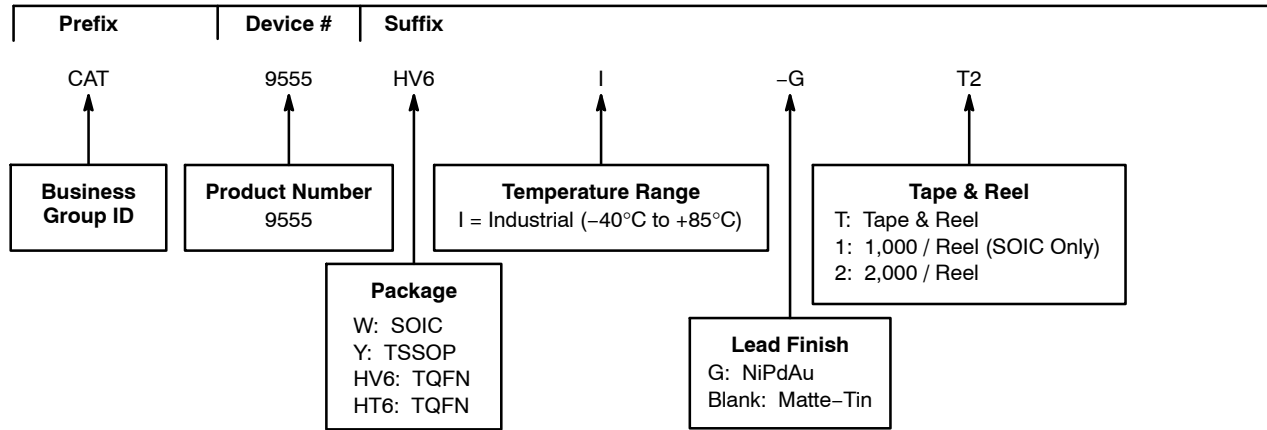 Prefix Device # Suffix
CAT 9555 HV6 I −G T2
Business
Group ID
Product Number
9555
Temperature Range
I = Industrial (−40°C to +85°C)
Tape & Reel
T: Tape & Reel
1: 1,000 / Reel (SOIC Only)
2: 2,000 / Reel
Package
W: SOIC
Y: TSSOP
HV6: TQFN
HT6: TQFN
Lead Finish
G: NiPdAu
Blank: Matte−Tin